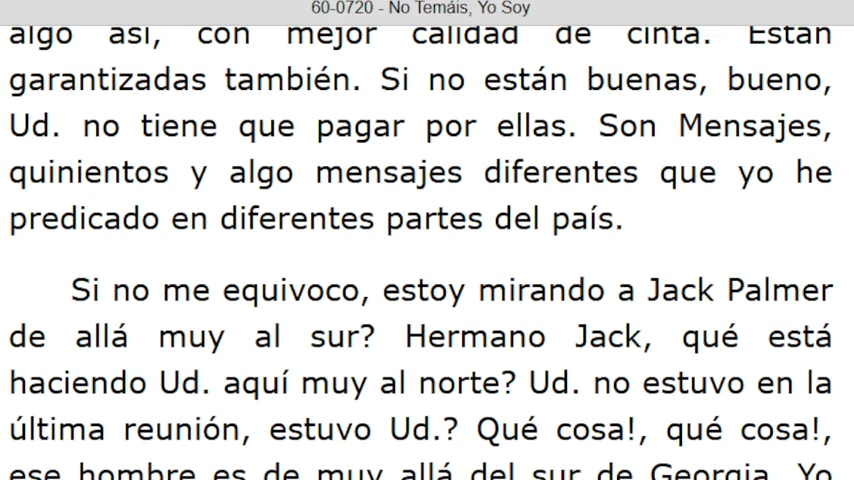 60-0720 - No Temáis, Yo Soy
algo así, con mejor calidad de cinta. Están
garantizadas también. Si no están buenas, bueno,
Ud. no tiene que pagar por ellas. Son Mensajes,
quinientos y algo mensajes diferentes que yo he
predicado en diferentes partes del país.
Si no me equivoco, estoy mirando a Jack Palmer
de allá muy al sur? Hermano Jack, qué está
haciendo Ud. aquí muy al norte? Ud. no estuvo en la
última reunión, estuvo Ud.? Qué cosa!, qué cosa!,
ese hombre es de muy allá del sur de Georgia. Yo